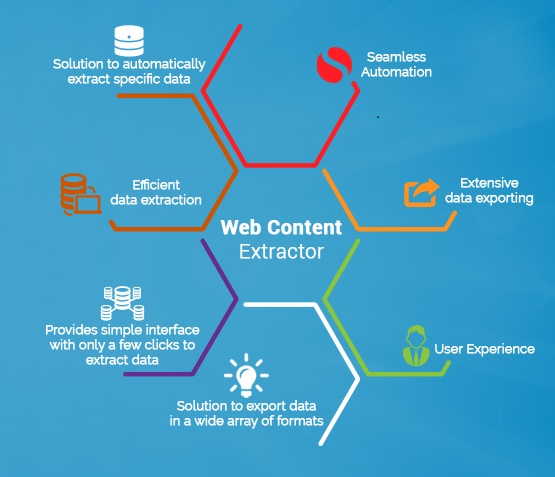 Solution to automatically
extract specific data
Seamless
Automation
Efficient
data extraction
Extensive
data exporting
Web Content
Extractor
Provides simple interface
with only a few clicks to
extract data
User Experience
Solution to export data
in a wide array of formats